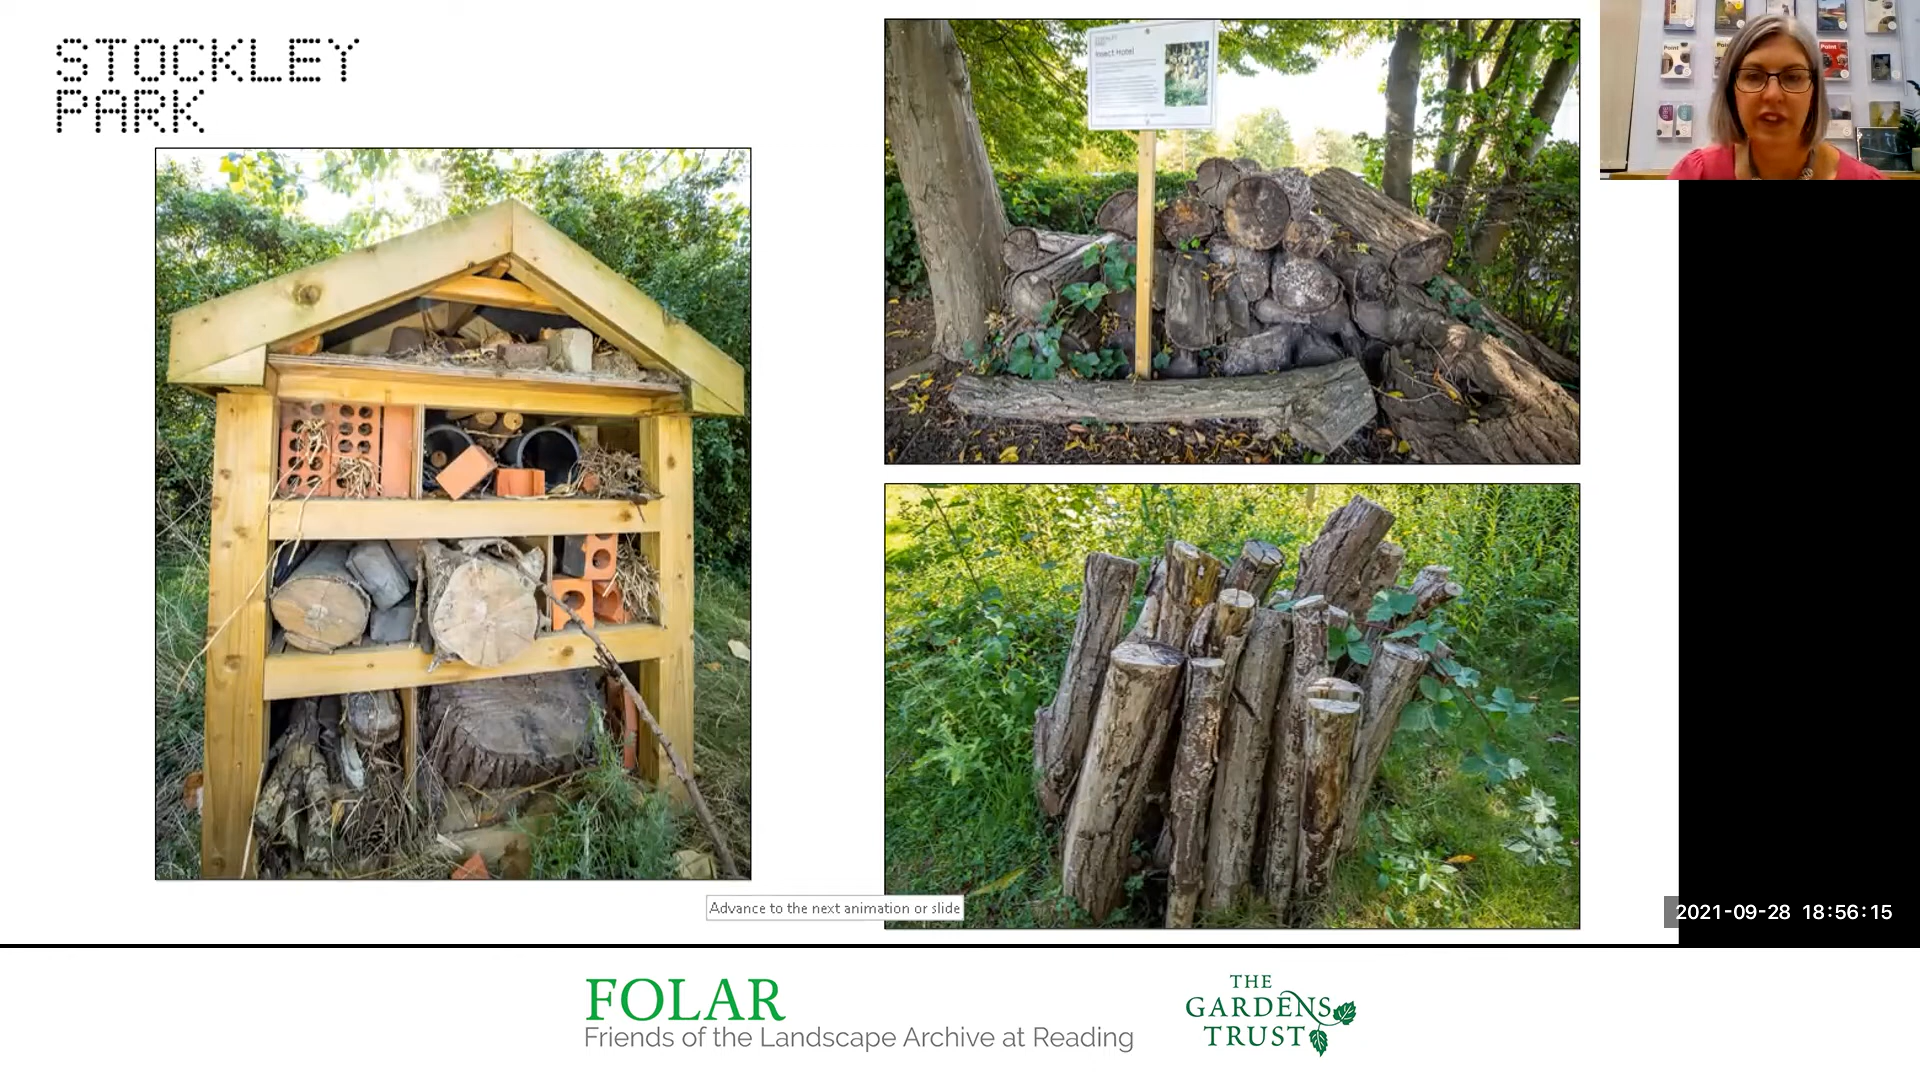 STOCKLEY
PARK
Insect Hotel
Point
Advance to the next animation or slide
2021-09-28 18:56:15
FOLAR
Friends of the Landscape Archive at Reading
THE
GARDENS
TRUST